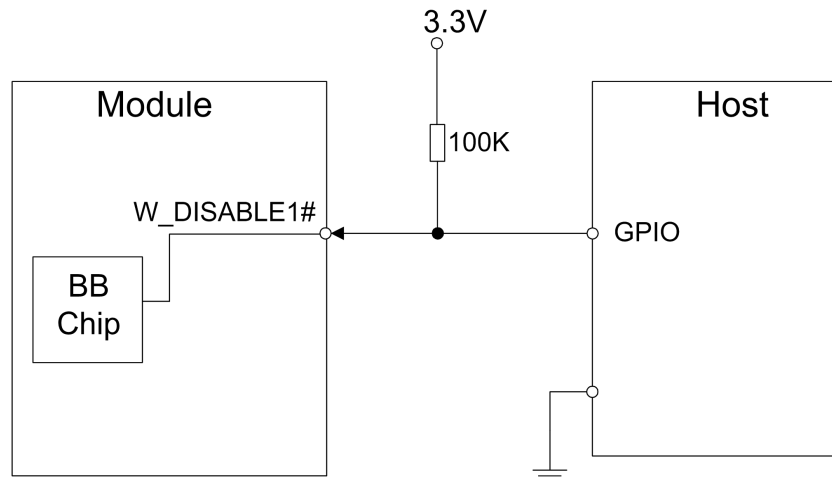 3.3V
Module
Host
100K
W_DISABLE1#
GPIO
BB
Chip